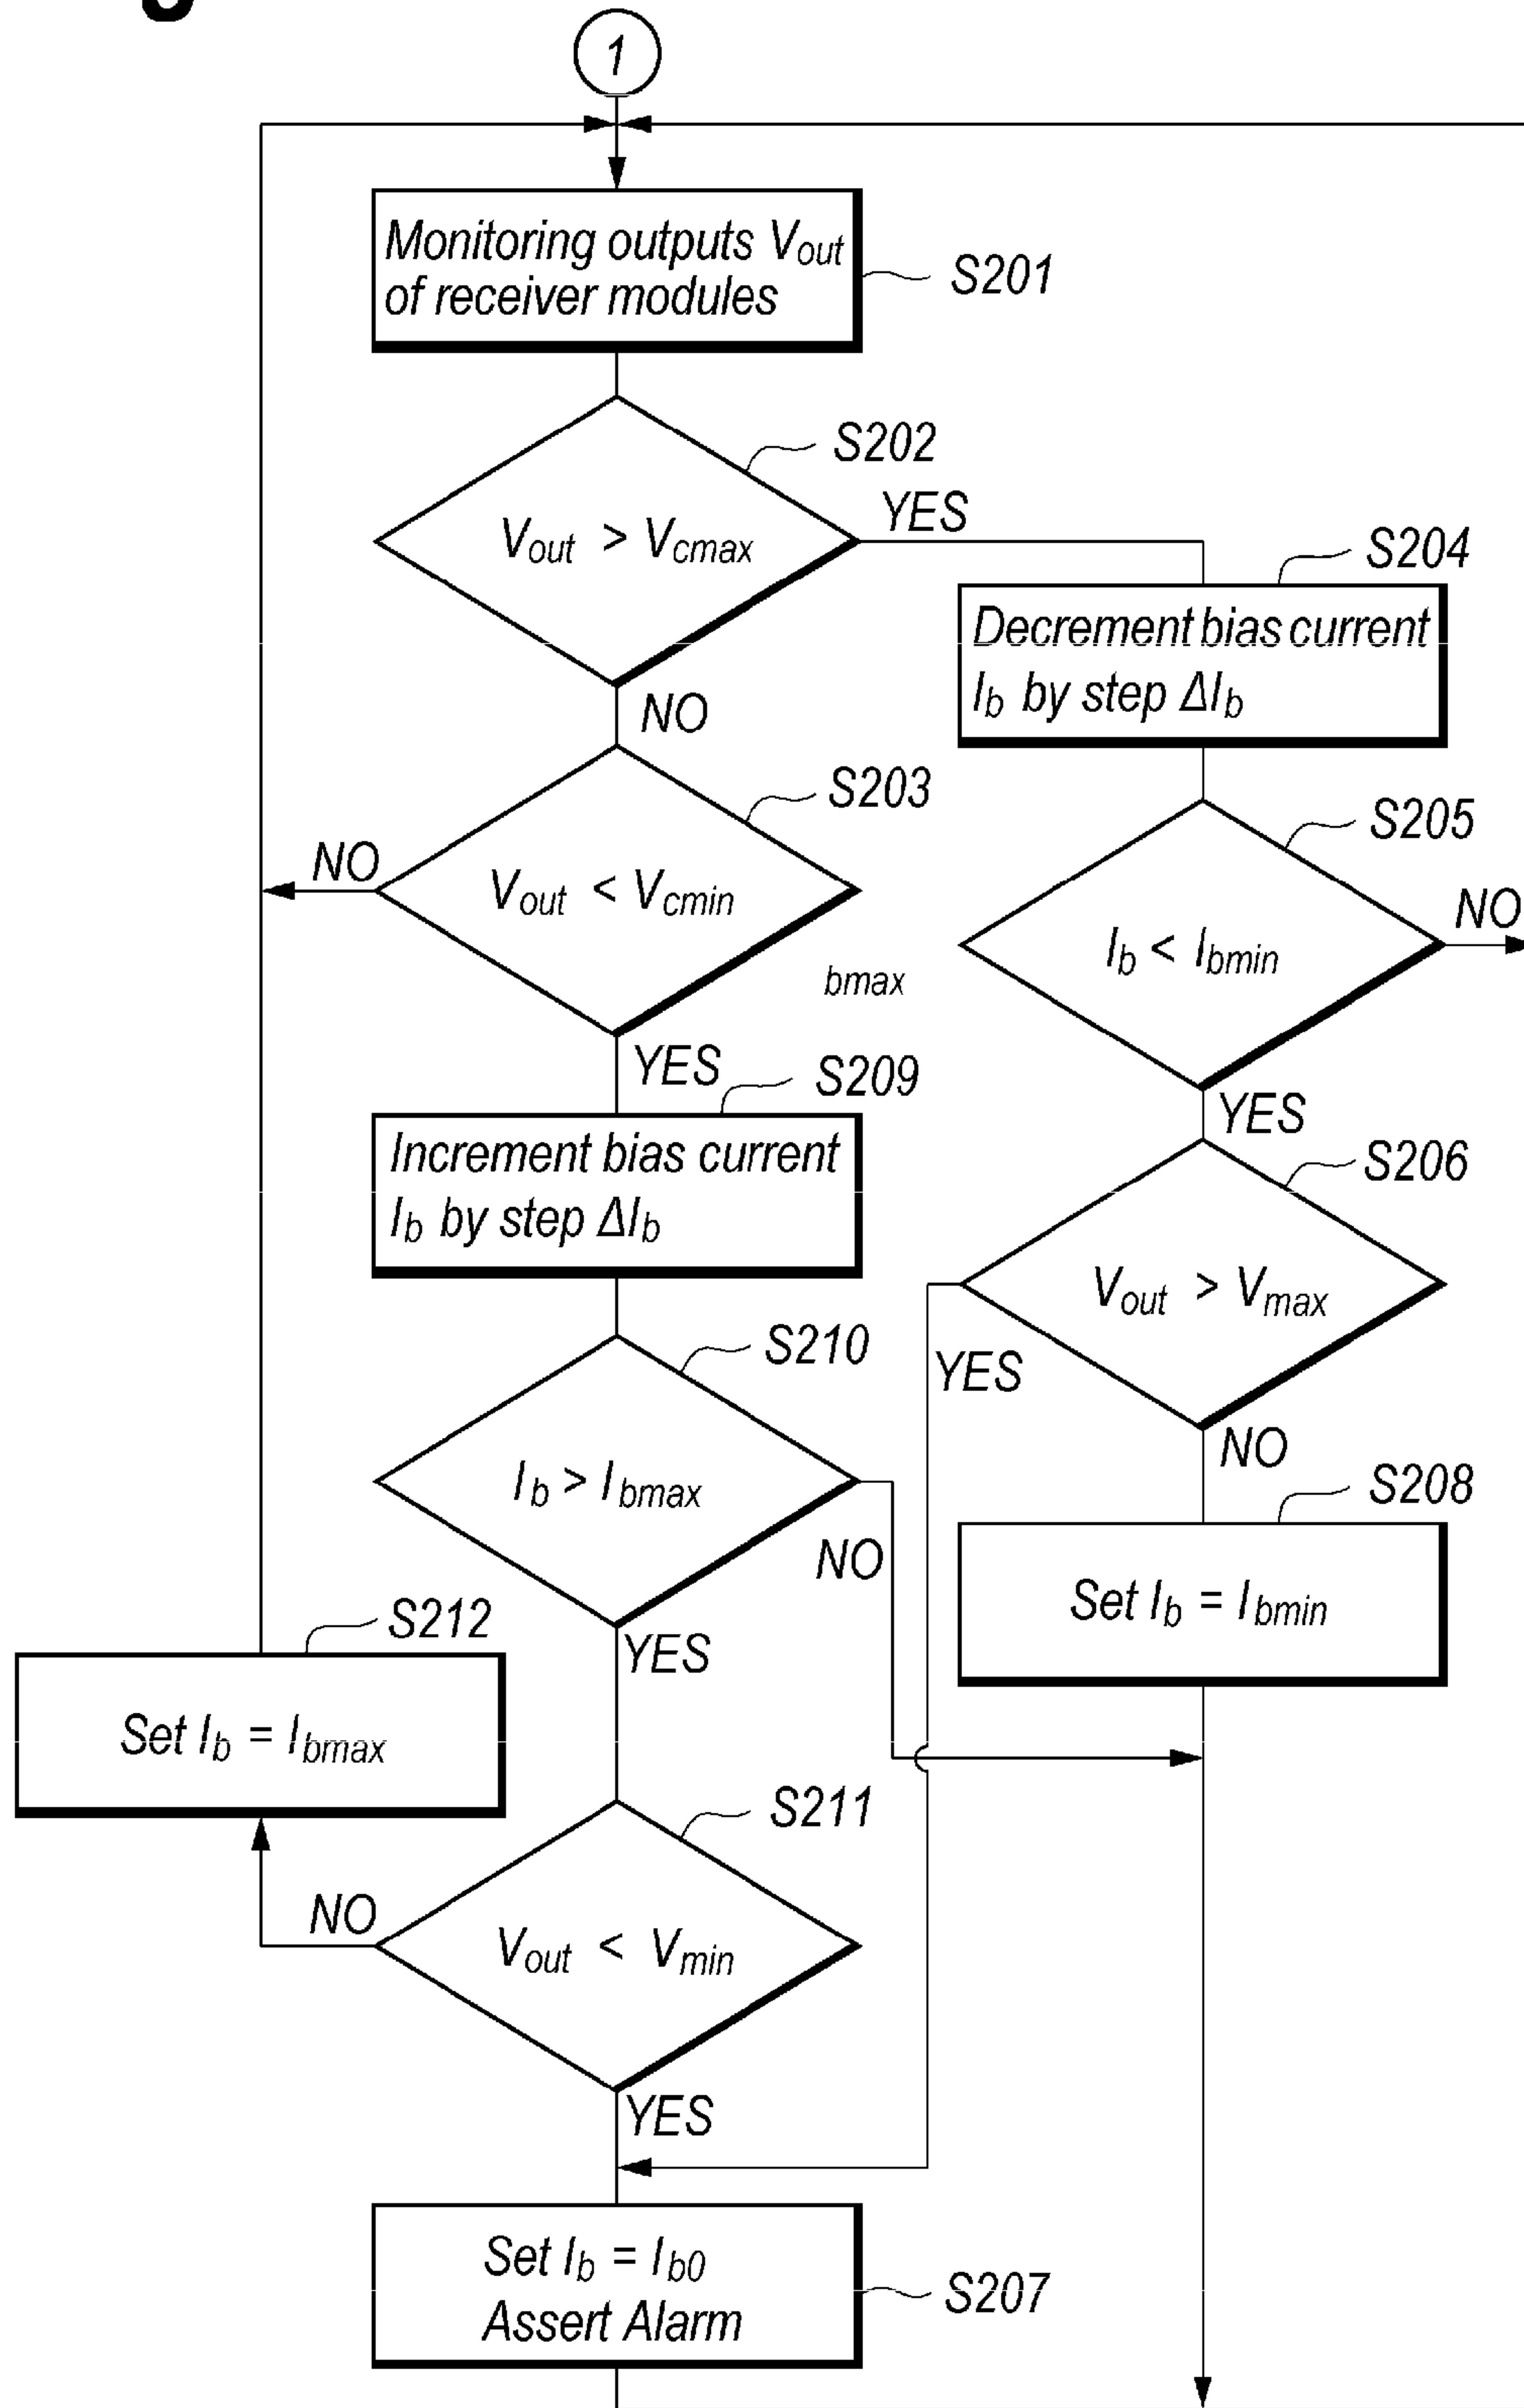 1
Monitoring outputs Vout
of receiver modules
S201
S202
Vout > Vcmax
YES
NO
S204
Decrement bias current
Ib by step ΔIb
S203
Vout < Vcmin
NO
YES
bmax
S205
Ib < Ibmin
NO
YES
S209
Increment bias current
Ib by step ΔIb
S206
Vout > Vmax
YES
NO
S210
Ib > Ibmax
NO
YES
S208
Set Ib = Ibmin
S212
Set Ib = Ibmax
S211
Vout < Vmin
NO
YES
Set Ib = Ib0
Assert Alarm
S207